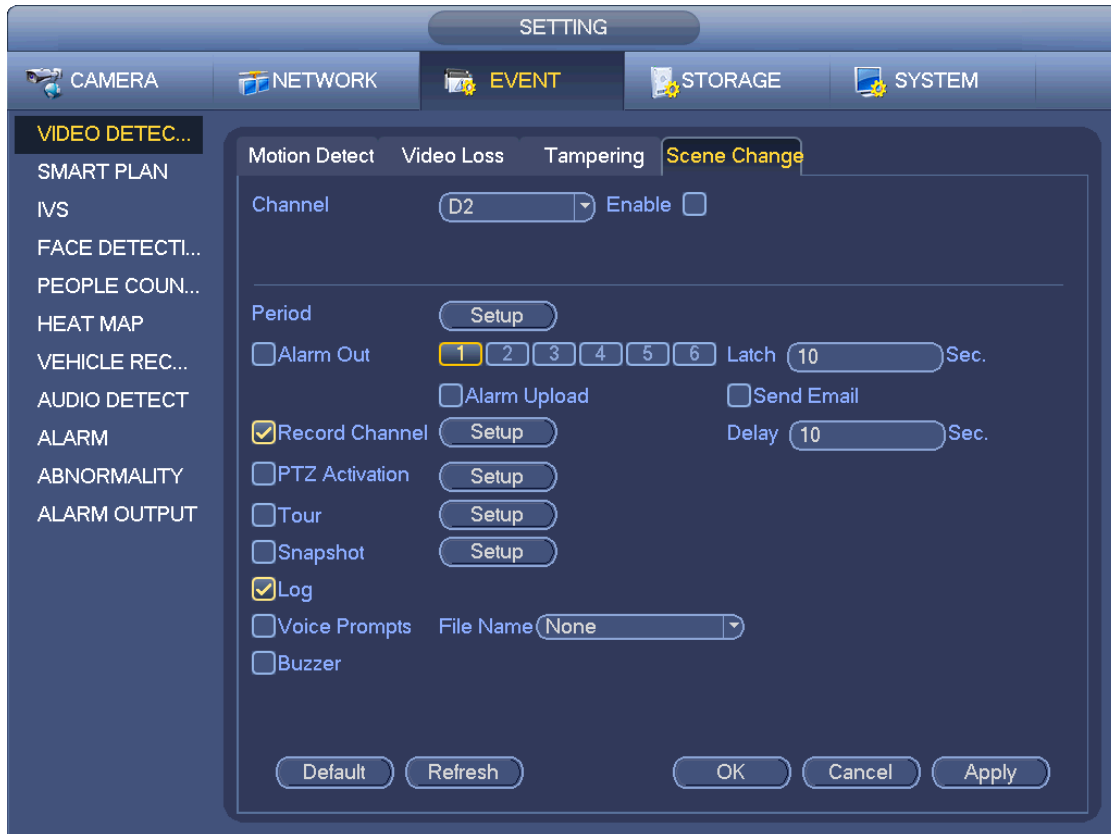 SETTING
CAMERA NETWORK EVENT STORAGE SYSTEM
VIDEO DETEC...
SMART PLAN
IVS
FACE DETECTI...
PEOPLE COUN...
HEAT MAP
VEHICLE REC...
AUDIO DETECT
ALARM
ABNORMALITY
ALARM OUTPUT
Motion Detect Video Loss Tampering Scene Change
Channel D2 Enable
Period Setup
Alarm Out 1 2 3 4 5 6 Latch 10 Sec.
Alarm Upload Send Email
Record Channel Setup Delay 10 Sec.
PTZ Activation Setup
Tour Setup
Snapshot Setup
Log
Voice Prompts File Name None
Buzzer
Default Refresh OK Cancel Apply